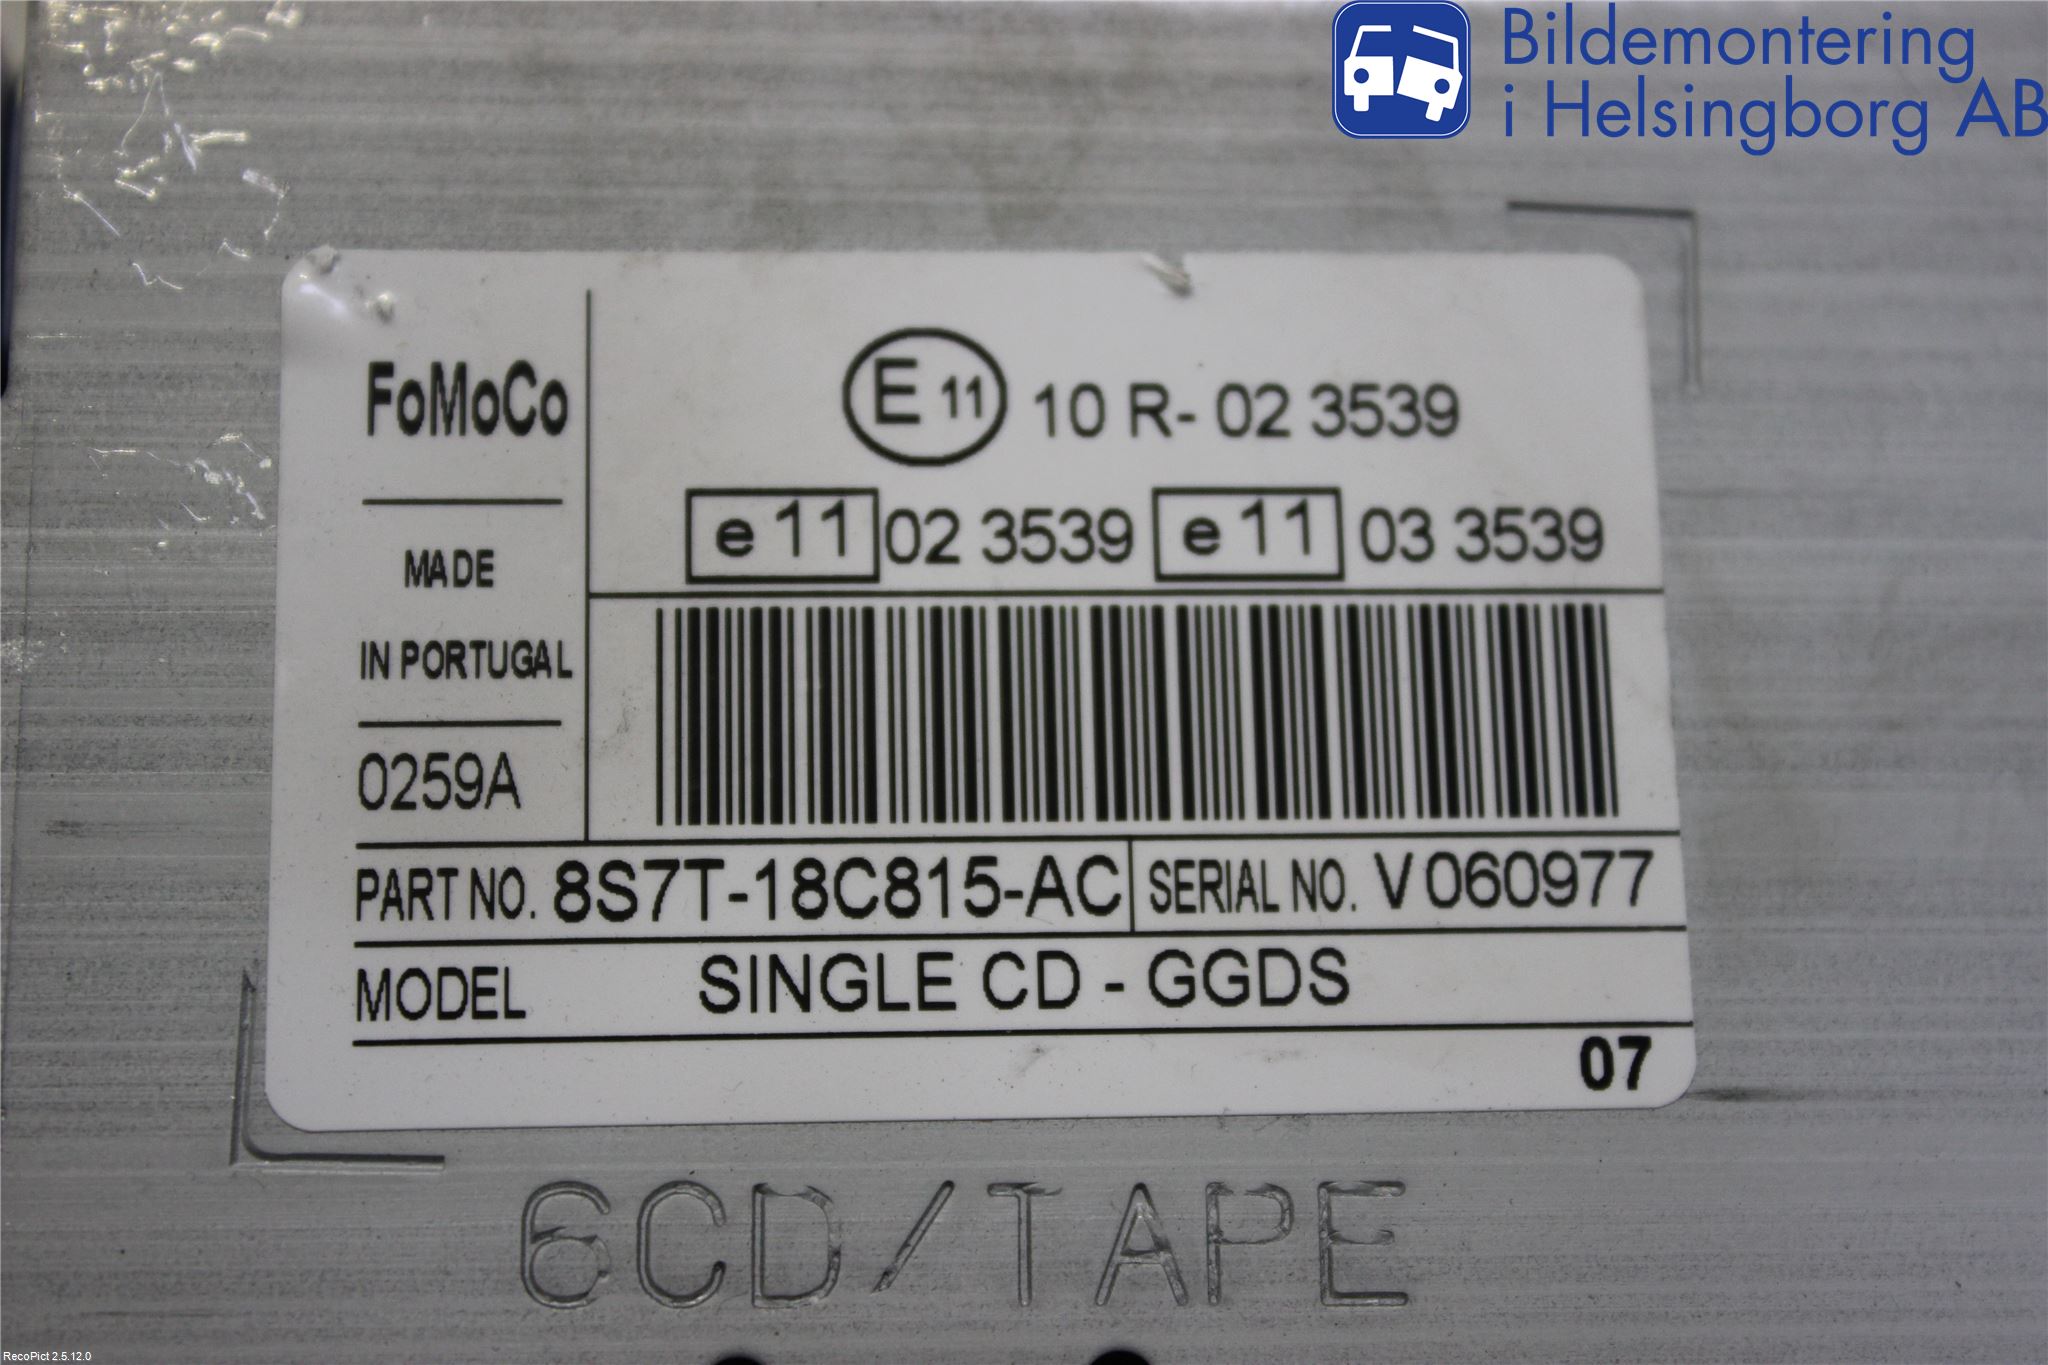 Bildemontering
i Helsingborg AB
FoMoCo
E 11 10 R- 02 3539
e 11 02 3539 e 11 03 3539
MADE
IN PORTUGAL
0259A
PART NO. 8S7T-18C815-AC SERIAL NO. V060977
MODEL SINGLE CD - GGDS
07
6CD/TAPE
RecoPict 2.5.12.0